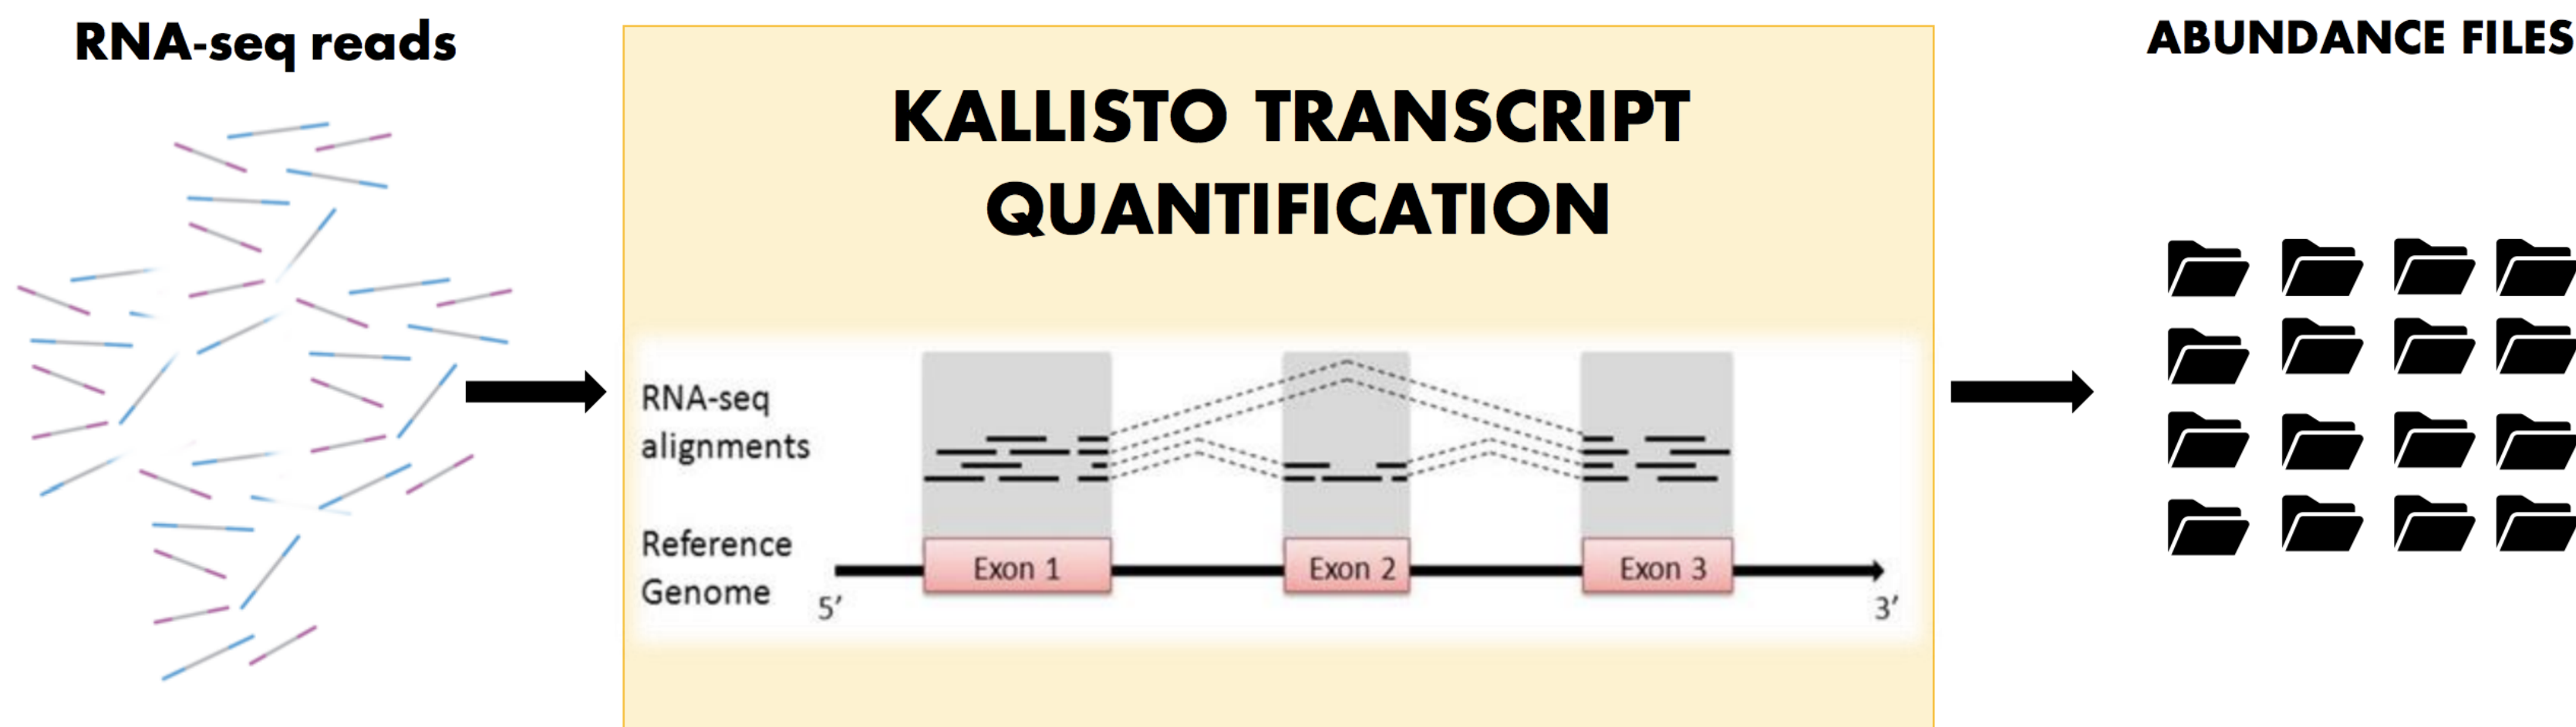 RNA-seq reads
KALLISTO TRANSCRIPT
QUANTIFICATION
RNA-seq
alignments
Reference
Genome
5′
Exon 1
Exon 2
Exon 3
3′
ABUNDANCE FILES